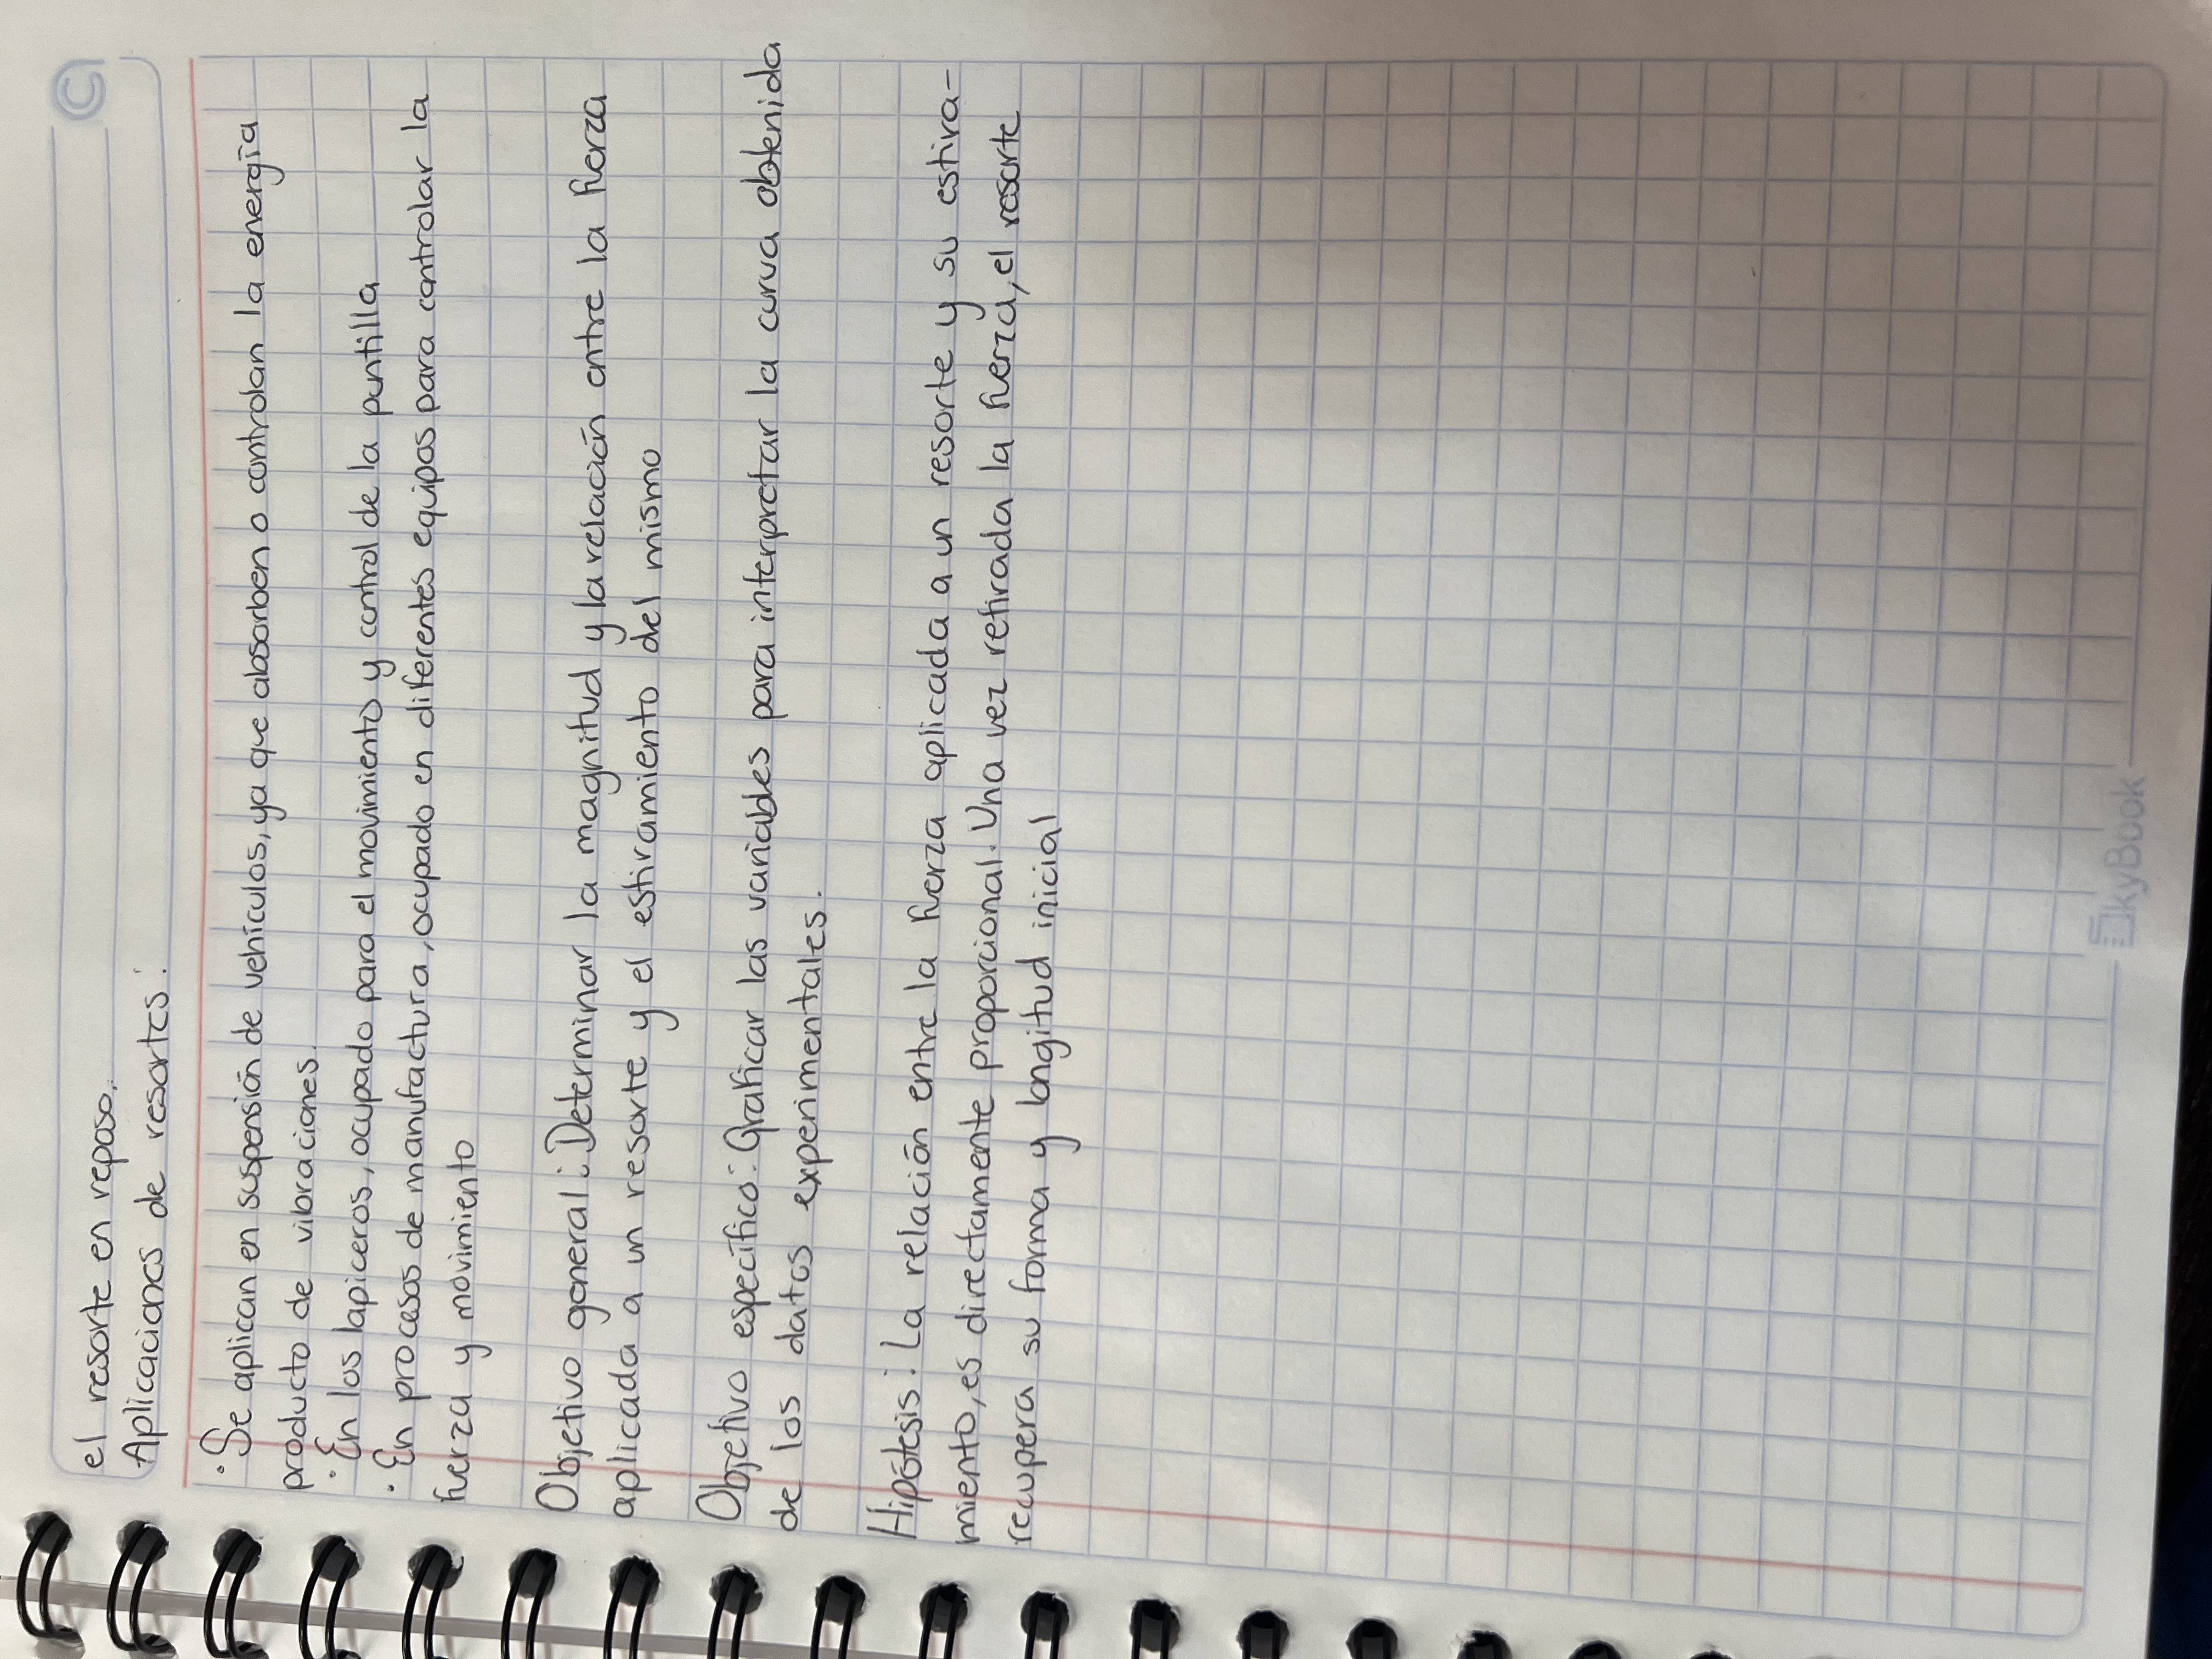 el resorte en reposo.
Aplicaciones de resortes:
· Se aplican en suspensión de vehículos, ya que absorben o controlan la energía
producto de vibraciones.
· En los lapiceros, ocupado para el movimiento y control de la puntilla
· En procesos de manufactura, ocupado en diferentes equipos para controlar la
fuerza y movimiento
Objetivo general: Determinar la magnitud y la relación entre la fuerza
aplicada a un resorte y el estiramiento del mismo
Objetivo específico: Graficar las variables para interpretar la curva obtenida
de los datos experimentales.
Hipótesis: La relación entre la fuerza aplicada a un resorte y su estira-
miento, es directamente proporcional. Una vez retirada la fuerza, el resorte
recupera su forma y longitud inicial
SkyBook